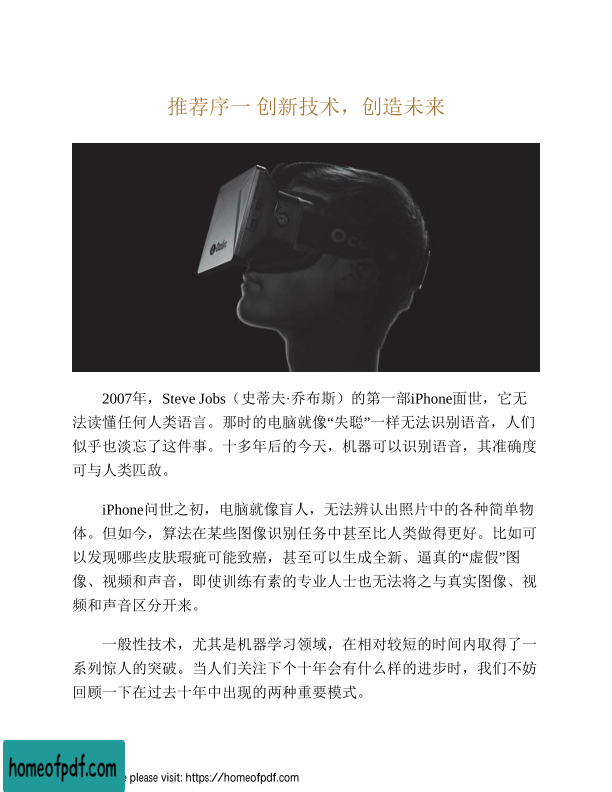 推荐序一 创新技术，创造未来
Oculus
2007年，Steve Jobs（史蒂夫·乔布斯）的第一部iPhone面世，它无
法读懂任何人类语言。那时的电脑就像“失聪”一样无法识别语音，人们
似乎也淡忘了这件事。十多年后的今天，机器可以识别语音，其准确度
可与人类匹敌。
iPhone问世之初，电脑就像盲人，无法辨认出照片中的各种简单物
体。但如今，算法在某些图像识别任务中甚至比人类做得更好。比如可
以发现哪些皮肤瑕疵可能致癌，甚至可以生成全新、逼真的“虚假”图
像、视频和声音，即使训练有素的专业人士也无法将之与真实图像、视
频和声音区分开来。
一般性技术，尤其是机器学习领域，在相对较短的时间内取得了一
系列惊人的突破。当人们关注下个十年会有什么样的进步时，我们不妨
回顾一下在过去十年中出现的两种重要模式。
homeofpdf.com
e please visit: https://homeofpdf.com